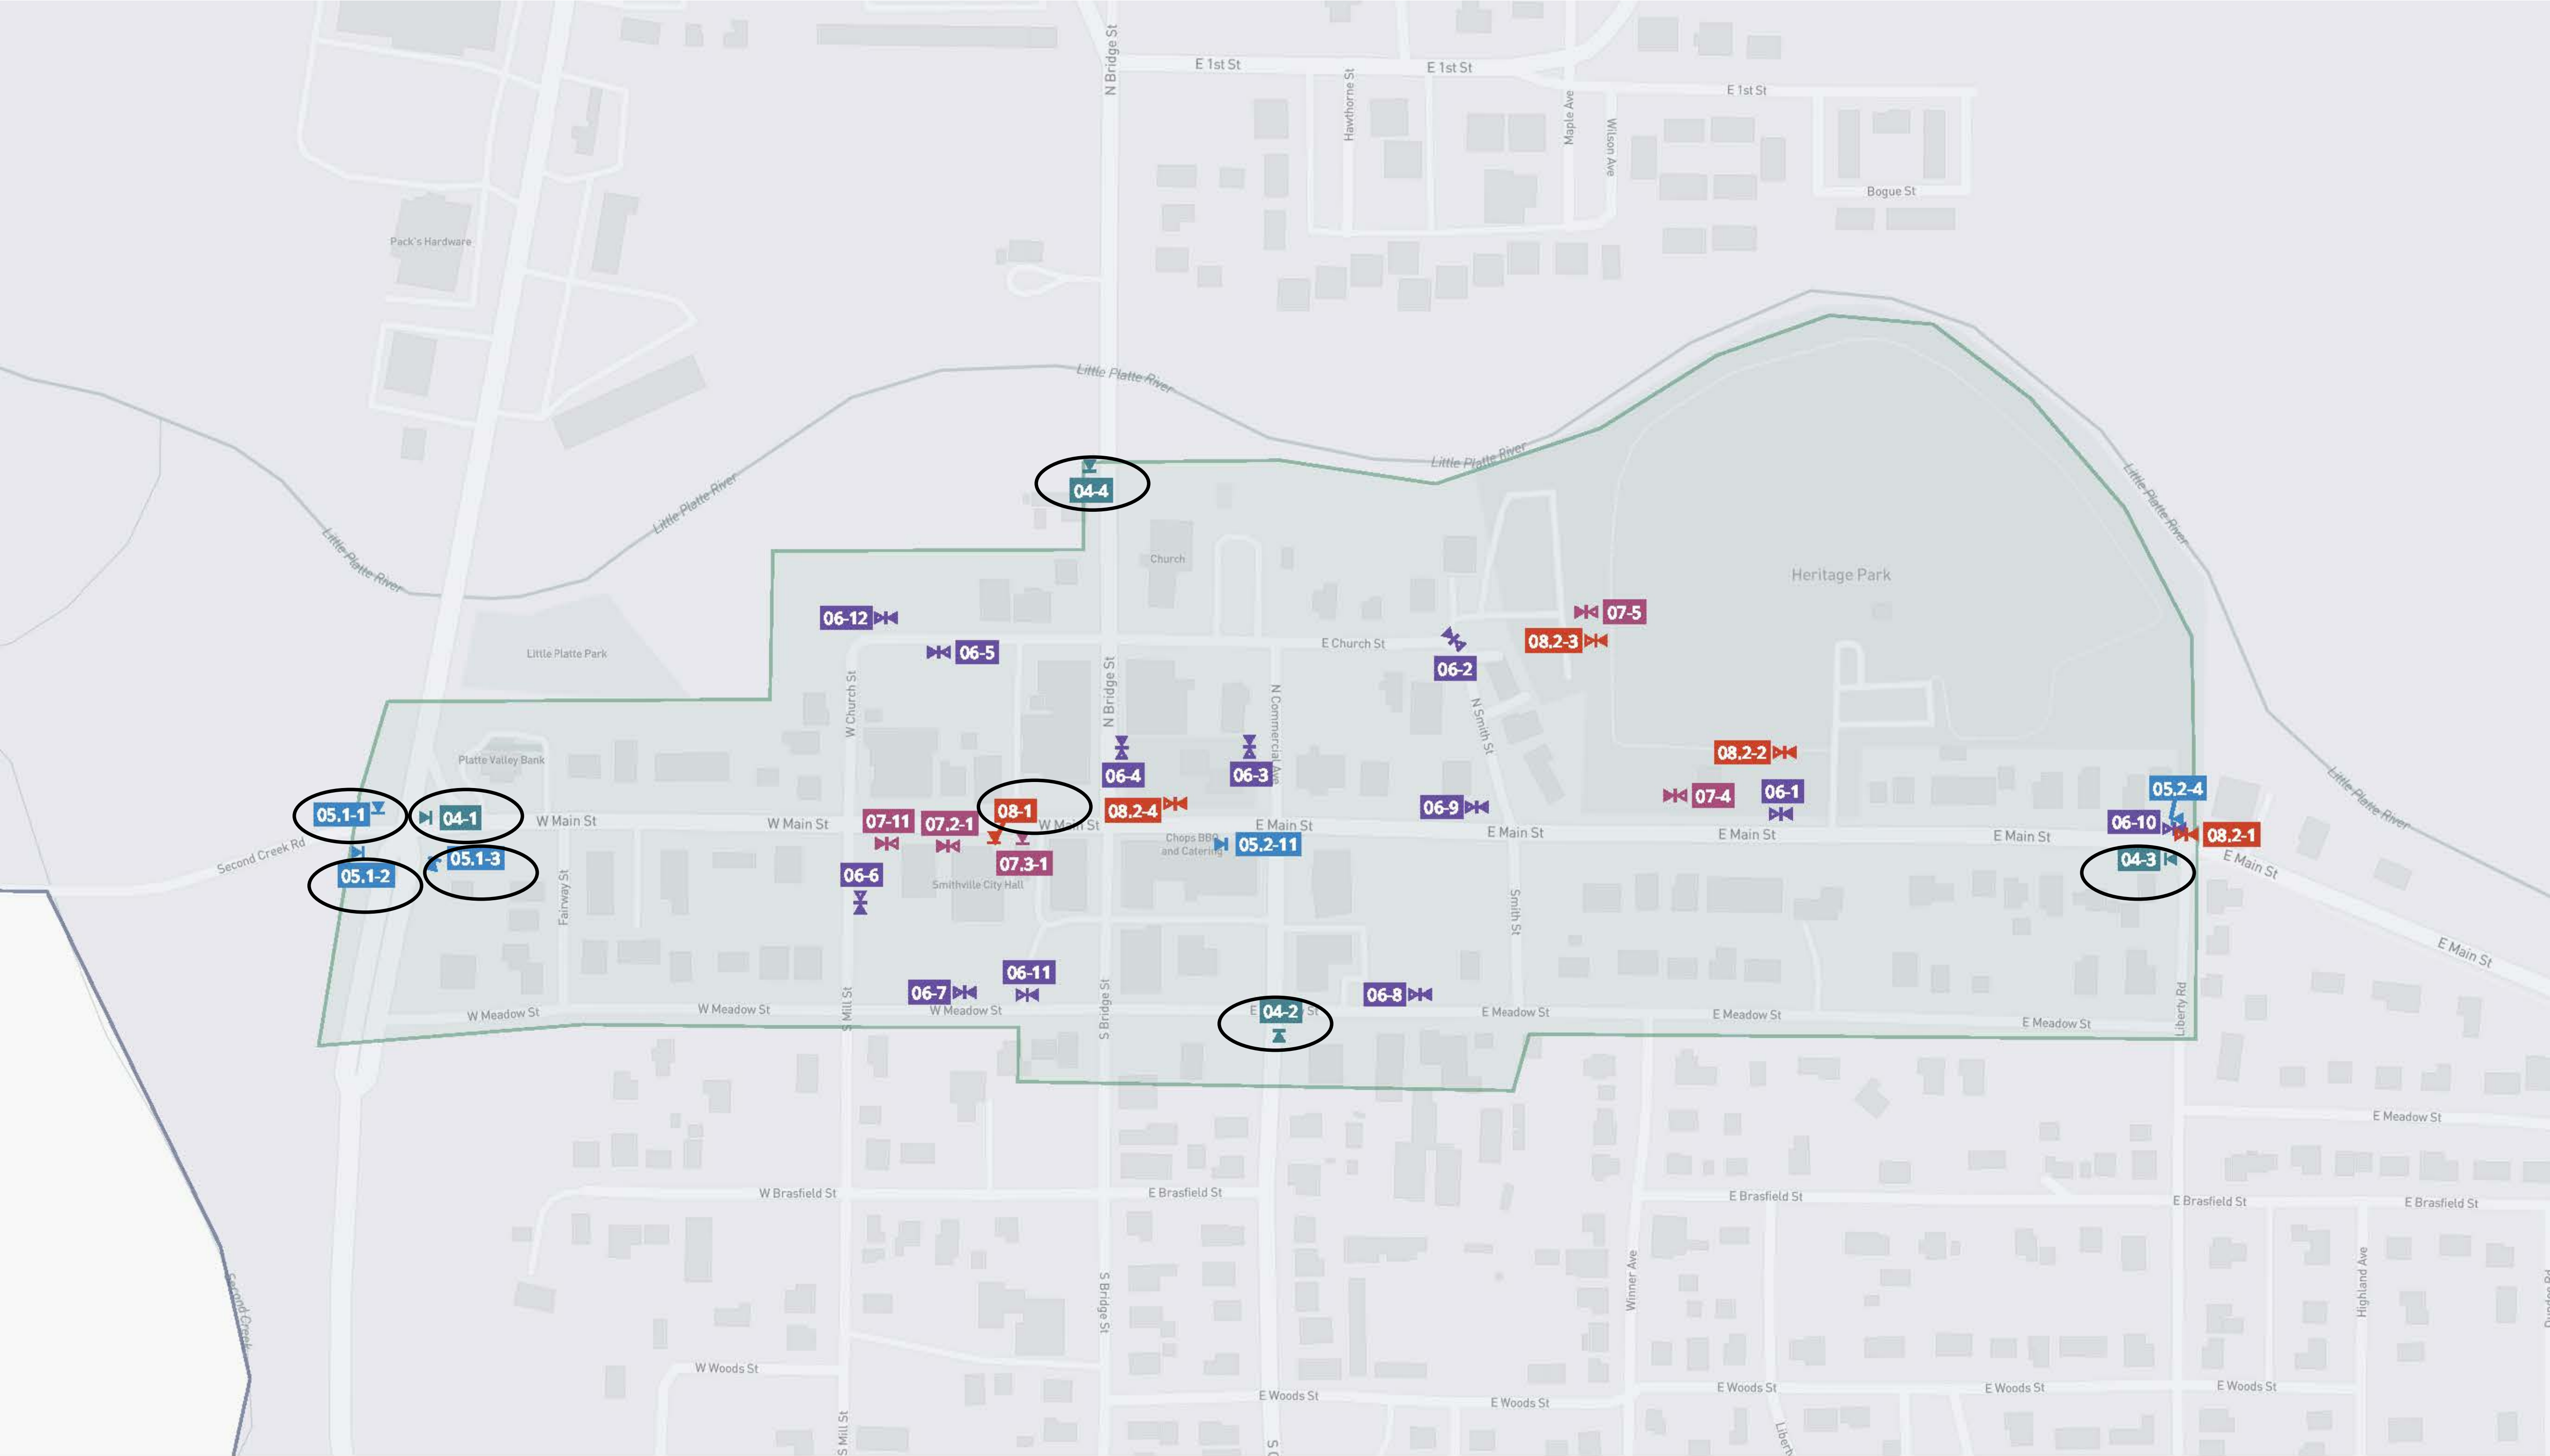 N Bridge St
E 1st St
E 1st St
E 1st St
Hawthorne St
Maple Ave
Wilson Ave
Bogue St
Pack's Hardware
Little Platte River
Little Platte River
Little Platte River
Little Platte River
Little Platte River
Little Platte River
04-4
Church
Heritage Park
06-12
06-5
E Church St
06-2
07-5
08.2-3
Little Platte Park
W Church St
N Bridge St
N Commercial Ave
N Smith St
Platte Valley Bank
06-4
06-3
08.2-2
07-4
06-1
05.2-4
05.1-1
04-1
W Main St
W Main St
07-11
07.2-1
08-1
W Main St
08.2-4
E Main St
06-9
E Main St
E Main St
E Main St
06-10
08.2-1
Second Creek Rd
05.1-2
05.1-3
07.3-1
Chops BBQ
and Catering
05.2-11
04-3
E Main St
E Main St
Fairway St
06-6
Smithville City Hall
Smith St
06-7
06-11
06-8
04-2
W Meadow St
W Meadow St
W Meadow St
E Meadow St
E Meadow St
E Meadow St
S Mill St
S Bridge St
Liberty Rd
E Meadow St
W Brasfield St
E Brasfield St
E Brasfield St
E Brasfield St
E Brasfield St
Second Creek
S Bridge St
Winner Ave
Highland Ave
W Woods St
E Woods St
E Woods St
E Woods St
E Woods St
E Woods St
S Mill St